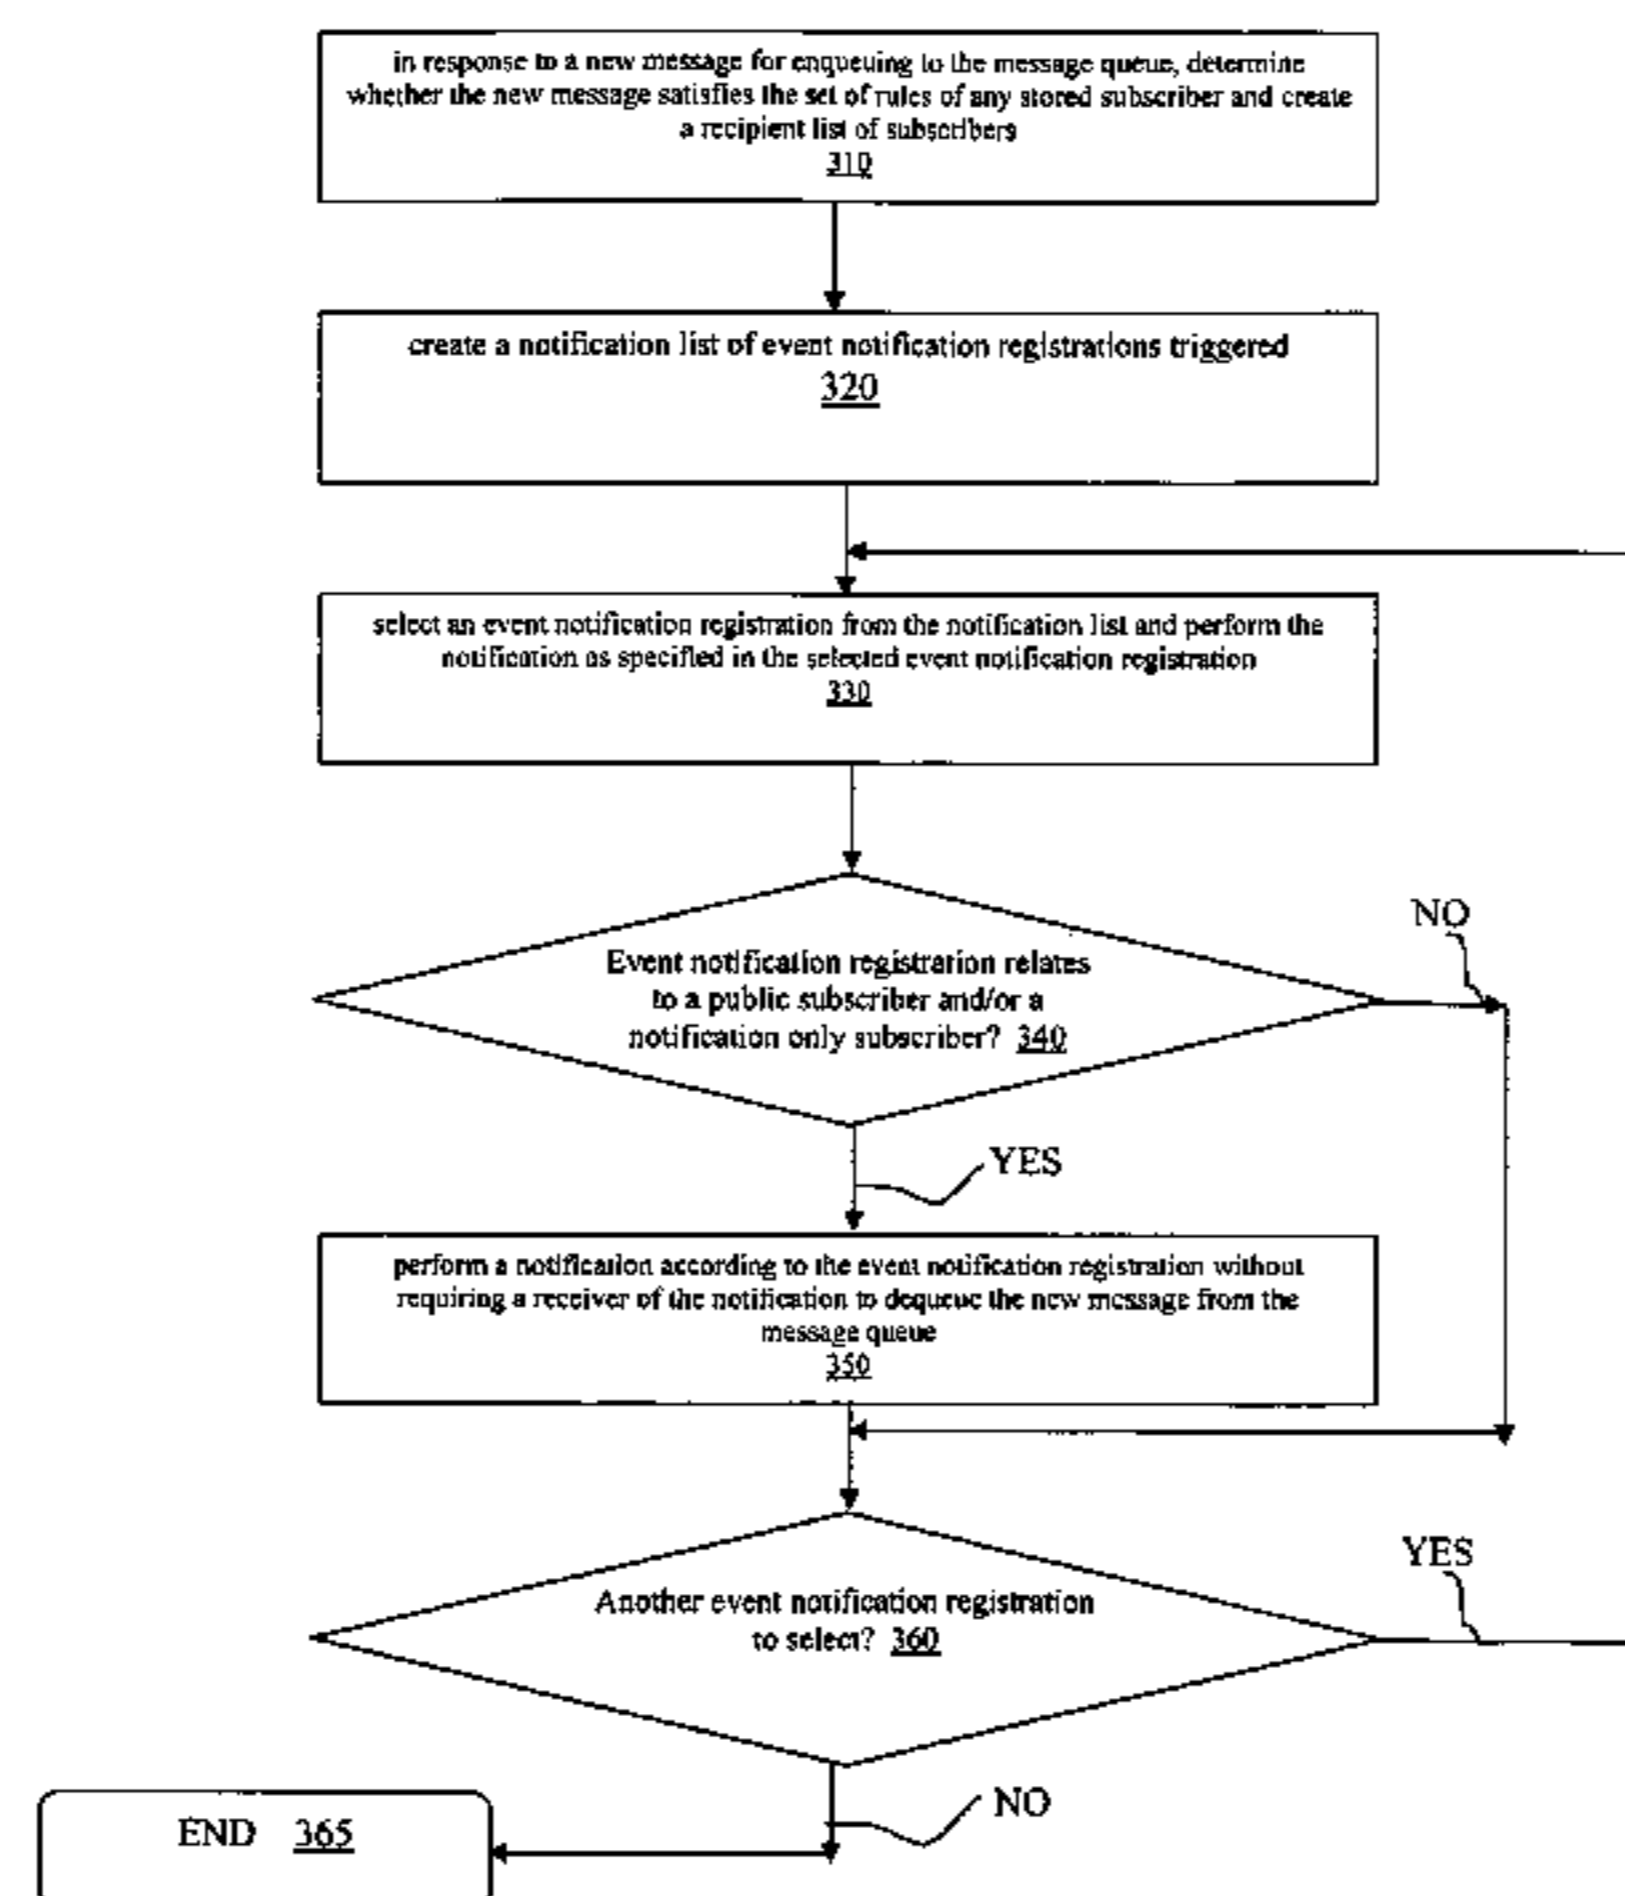 in response to a new message for enqueuing to the message queue, determine
whether the new message satisfies the set of rules of any stored subscriber and create
a recipient list of subscribers
310
create a notification list of event notification registrations triggered
320
select an event notification registration from the notification list and perform the
notification as specified in the selected event notification registration
330
NO
Event notification registration relates
to a public subscriber and/or a
notification only subscriber? 340
YES
perform a notification according to the event notification registration without
requiring a receiver of the notification to dequeue the new message from the
message queue
350
YES
Another event notification registration
to select? 360
NO
END 365